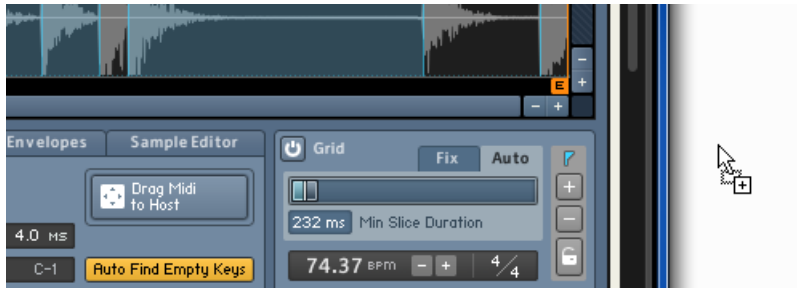 E
Envelopes
Sample Editor
Grid
Fix
Auto
Drag Midi
to Host
232 ms
Min Slice Duration
4.0 ms
C-1
Auto Find Empty Keys
74.37 BPM
4/4